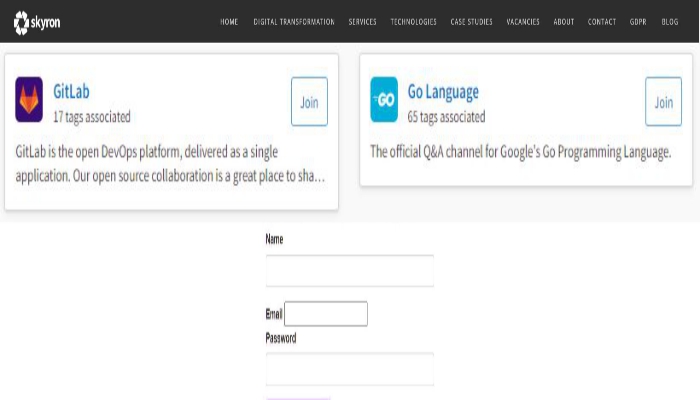 skyron
HOME DIGITAL TRANSFORMATION SERVICES TECHNOLOGIES CASE STUDIES VACANCIES ABOUT CONTACT GDPR BLOG
GitLab
17 tags associated
Join
GitLab is the open DevOps platform, delivered as a single
application. Our open source collaboration is a great place to sha...
GO
Go Language
65 tags associated
Join
The official Q&A channel for Google's Go Programming Language.
Name
Email
Password